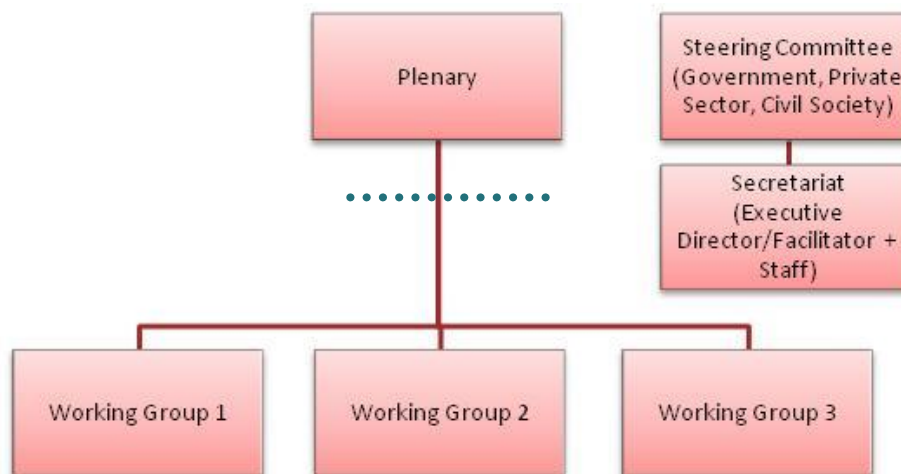 Plenary
Steering Committee
(Government, Private
Sector, Civil Society)
Secretariat
(Executive
Director/Facilitator +
Staff)
Working Group 1
Working Group 2
Working Group 3